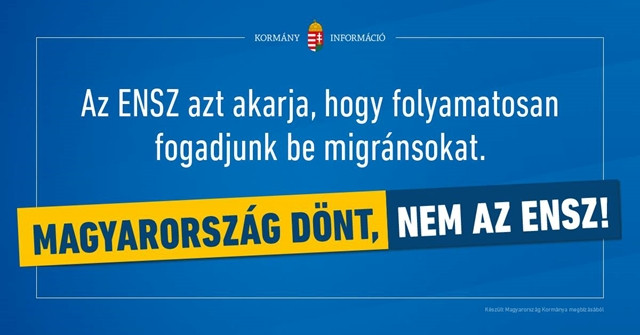 KORMÁNY INFORMÁCIÓ
Az ENSZ azt akarja, hogy folyamatosan
fogadjunk be migránsokat.
MAGYARORSZÁG DÖNT, NEM AZ ENSZ!
Készült Magyarország Kormánya megbízásából